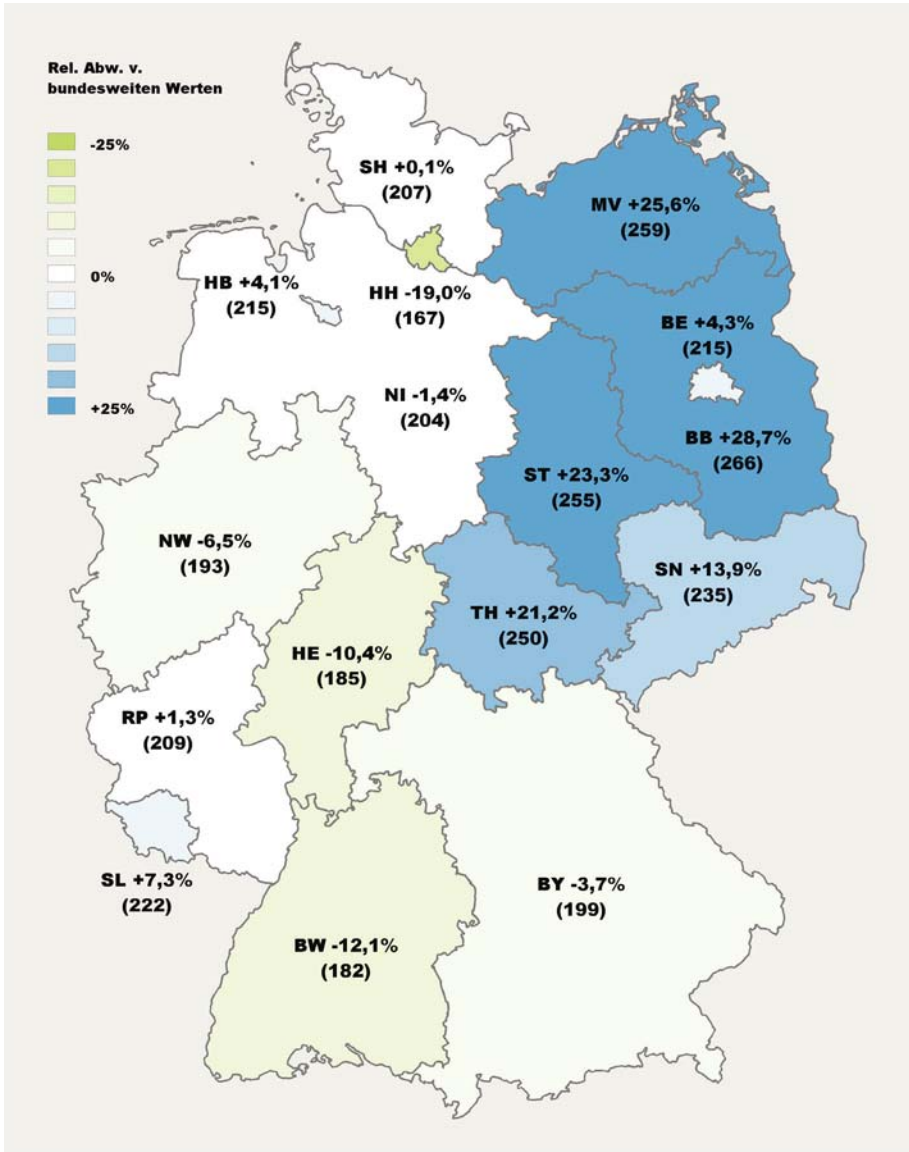 Rel. Abw. v.
bundesweiten Werten
-25%
0%
+25%
SH +0,1%
(207)
MV +25,6%
(259)
HB +4,1%
(215)
HH -19,0%
(167)
BE +4,3%
(215)
NI -1,4%
(204)
BB +28,7%
(266)
ST +23,3%
(255)
NW -6,5%
(193)
SN +13,9%
(235)
TH +21,2%
(250)
HE -10,4%
(185)
RP +1,3%
(209)
SL +7,3%
(222)
BY -3,7%
(199)
BW -12,1%
(182)